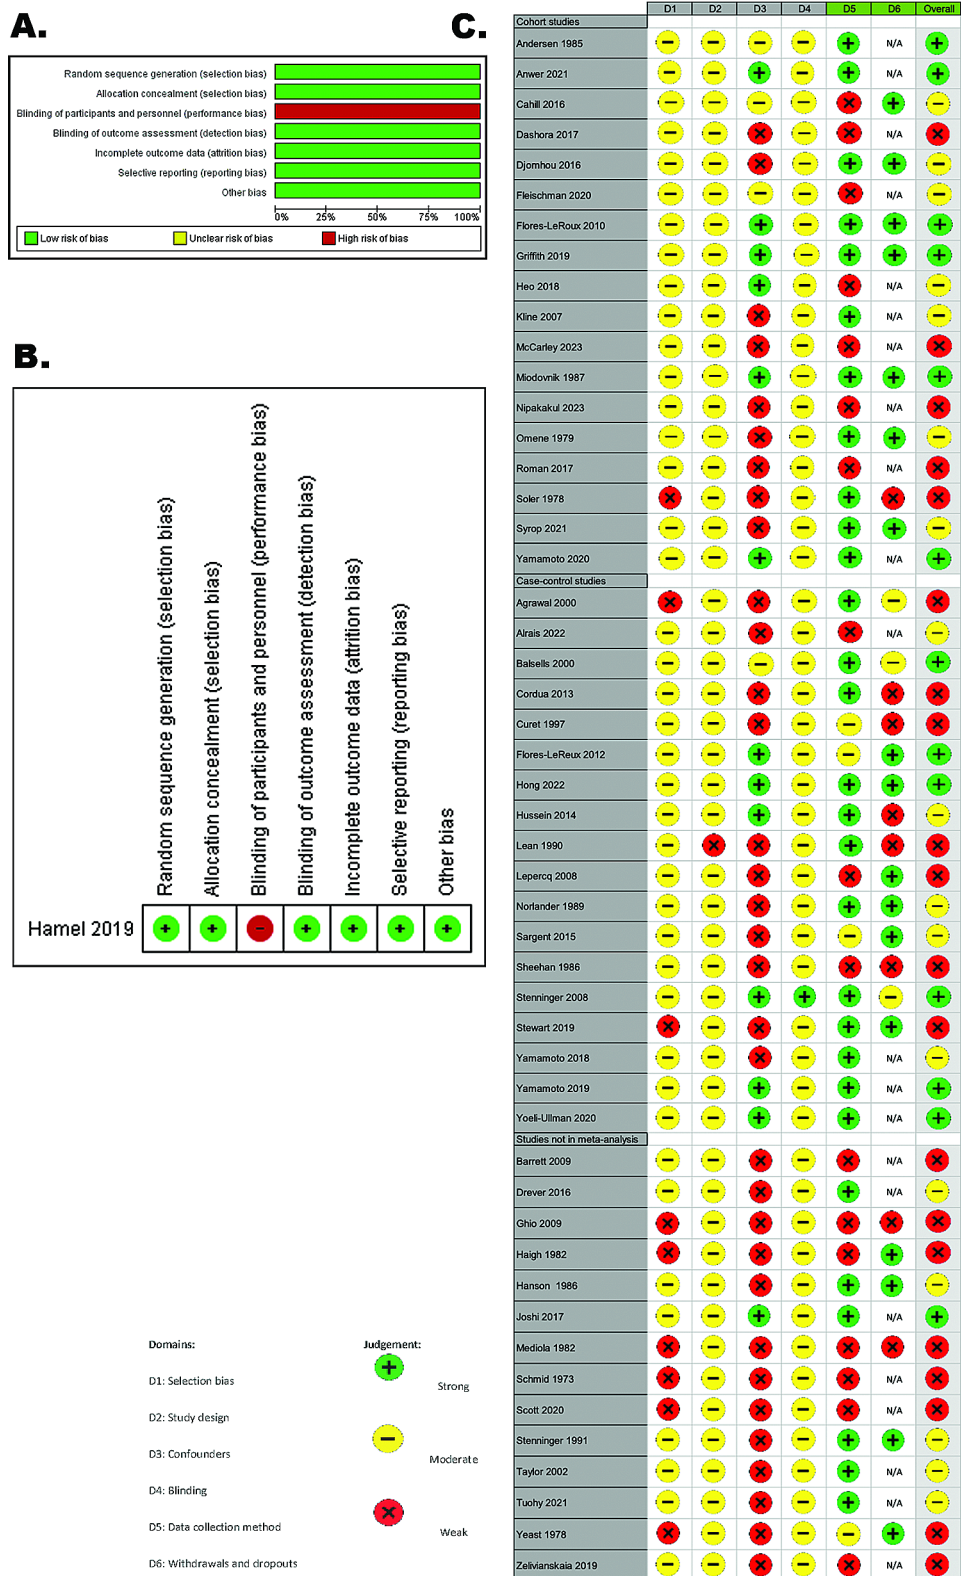 A.
Random sequence generation (selection bias)
Allocation concealment (selection bias)
Blinding of participants and personnel (performance bias)
Blinding of outcome assessment (detection bias)
Incomplete outcome data (attrition bias)
Selective reporting (reporting bias)
Other bias
0% 25% 50% 75% 100%
Low risk of bias Unclear risk of bias High risk of bias
B.
Random sequence generation (selection bias)
Allocation concealment (selection bias)
Blinding of participants and personnel (performance bias)
Blinding of outcome assessment (detection bias)
Incomplete outcome data (attrition bias)
Selective reporting (reporting bias)
Other bias
Hamel 2019 + + - + + + +
C.
D1 D2 D3 D4 D5 D6 Overall
Cohort studies
Andersen 1985 − − − − + N/A +
Anwer 2021 − − + − + N/A +
Cahill 2016 − − − − X + −
Dashora 2017 − − X − X N/A X
Djomhou 2016 − − X − + + −
Fleischman 2020 − − − − X N/A −
Flores-LeRoux 2010 − − + − + + +
Griffith 2019 − − + − + + +
Heo 2018 − − + − X N/A −
Kline 2007 − − X − + N/A −
McCarley 2023 − − X − X N/A X
Miodovnik 1987 − − + − + + +
Nipakakul 2023 − − X − X N/A X
Omene 1979 − − X − + + −
Roman 2017 − − X − X N/A X
Soler 1978 X − X − + X X
Syrop 2021 − − X − + + −
Yamamoto 2020 − − + − + N/A +
Case-control studies
Agrawal 2000 X − X − + − X
Alrais 2022 − − X − X N/A −
Balsells 2000 − − − − + − +
Cordua 2013 − − X − + X X
Curet 1997 − − X − − X X
Flores-LeReux 2012 − − + − − + +
Hong 2022 − − + − + + +
Hussein 2014 − − + − + X −
Lean 1990 − X X − + X X
Lepercq 2008 − − X − X + X
Norlander 1989 − − X − + + −
Sargent 2015 − − X − − + −
Sheehan 1986 − − X − X X X
Stenninger 2008 − − + + + − +
Stewart 2019 X − X − + + X
Yamamoto 2018 − − X − + N/A −
Yamamoto 2019 − − + − + N/A +
Yoeli-Ullman 2020 − − + − + N/A +
Studies not in meta-analysis
Barrett 2009 − − X − X N/A X
Drever 2016 − − X − + N/A −
Ghio 2009 X − X − X X X
Haigh 1982 X − X − X + X
Hanson 1986 − − X − + + −
Joshi 2017 − − + − + N/A +
Mediola 1982 X − X − X X X
Schmid 1973 X − X − X N/A X
Scott 2020 X − X − X N/A X
Stenninger 1991 − − X − + + −
Taylor 2002 − − X − + N/A −
Tuohy 2021 − − X − + N/A −
Yeast 1978 X − X − − + X
Zelivianskaia 2019 − − X − X N/A X
Domains:
D1: Selection bias
D2: Study design
D3: Confounders
D4: Blinding
D5: Data collection method
D6: Withdrawals and dropouts
Judgement:
+ Strong
− Moderate
X Weak